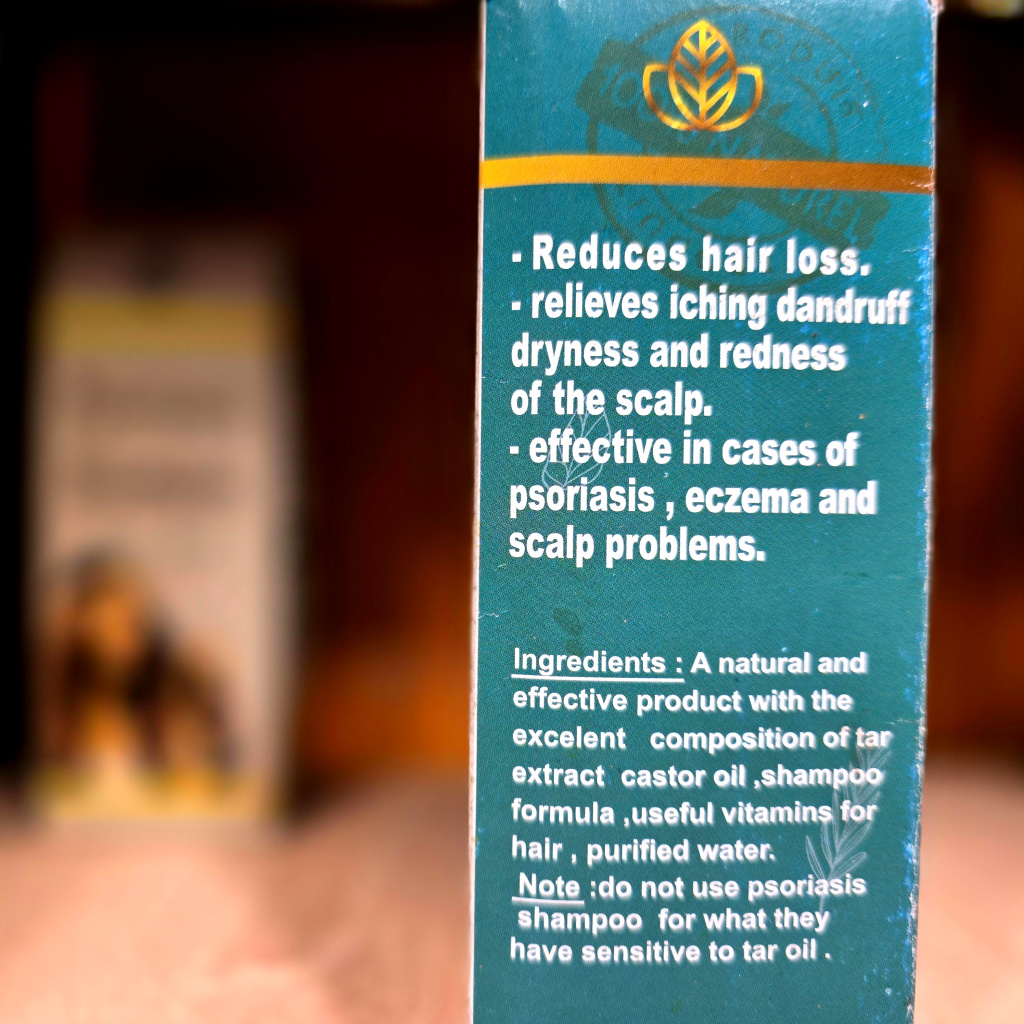 - Reduces hair loss.
- relieves iching dandruff
dryness and redness
of the scalp.
- effective in cases of
psoriasis , eczema and
scalp problems.
Ingredients : A natural and
effective product with the
excelent composition of tar
extract castor oil ,shampoo
formula ,useful vitamins for
hair , purified water.
Note :do not use psoriasis
shampoo for what they
have sensitive to tar oil .